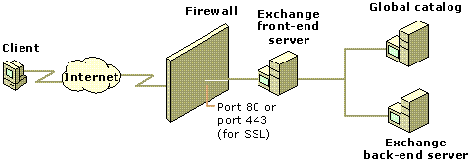 Client
Internet
Firewall
Port 80 or
port 443
(for SSL)
Exchange
front-end
server
Global catalog
Exchange
back-end server